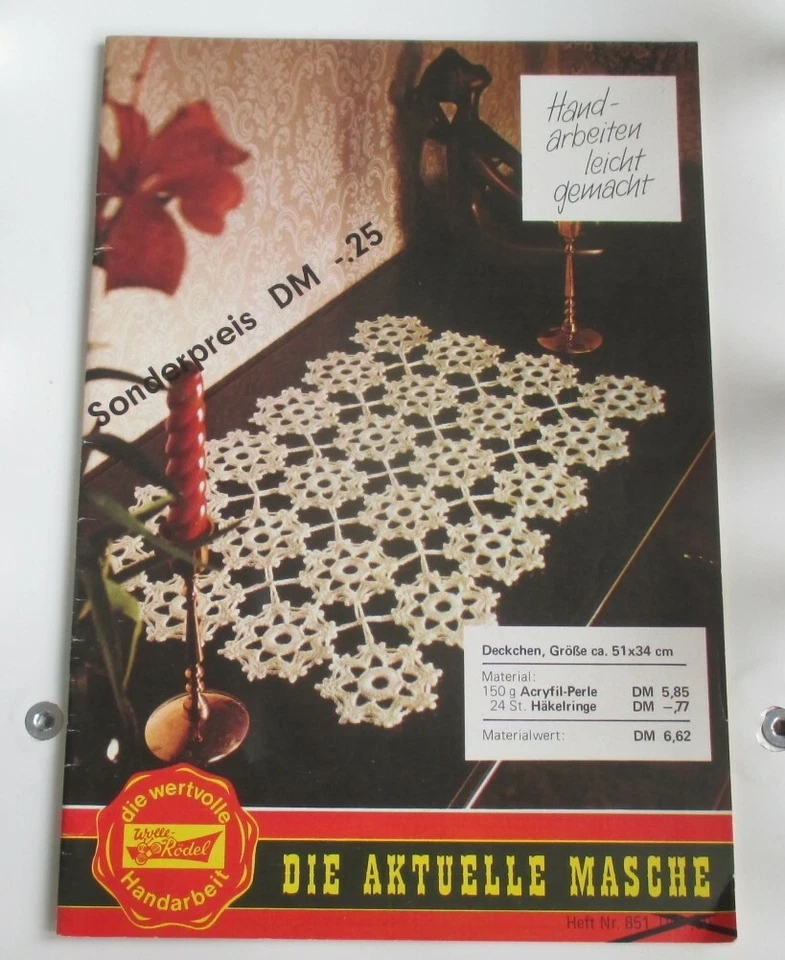 Hand-
arbeiten
leicht
gemacht
Sonderpreis DM -.25
Deckchen, Größe ca. 51x34 cm
Material:
150 g Acryfil-Perle DM 5,85
24 St. Häkelringe DM –,77
Materialwert: DM 6,62
die wertvolle
Wolle-
Rödel
Handarbeit
DIE AKTUELLE MASCHE
Heft Nr. 851